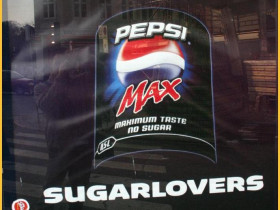 PEPSI
MAX
MAXIMUM TASTE
NO SUGAR
SUGARLOVERS